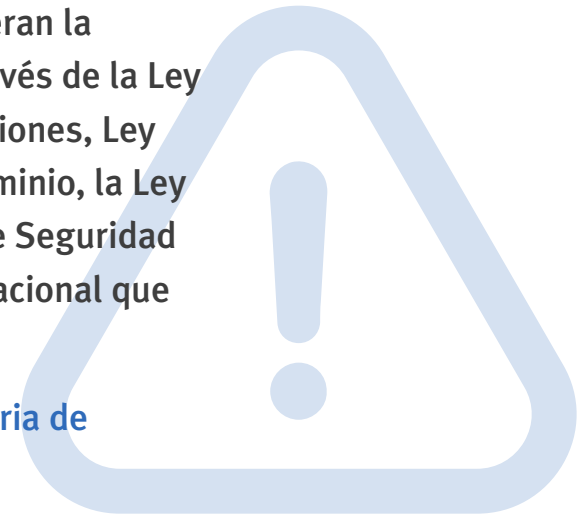 eran la
vés de la Ley
iones, Ley
minio, la Ley
e Seguridad
acional que
ria de